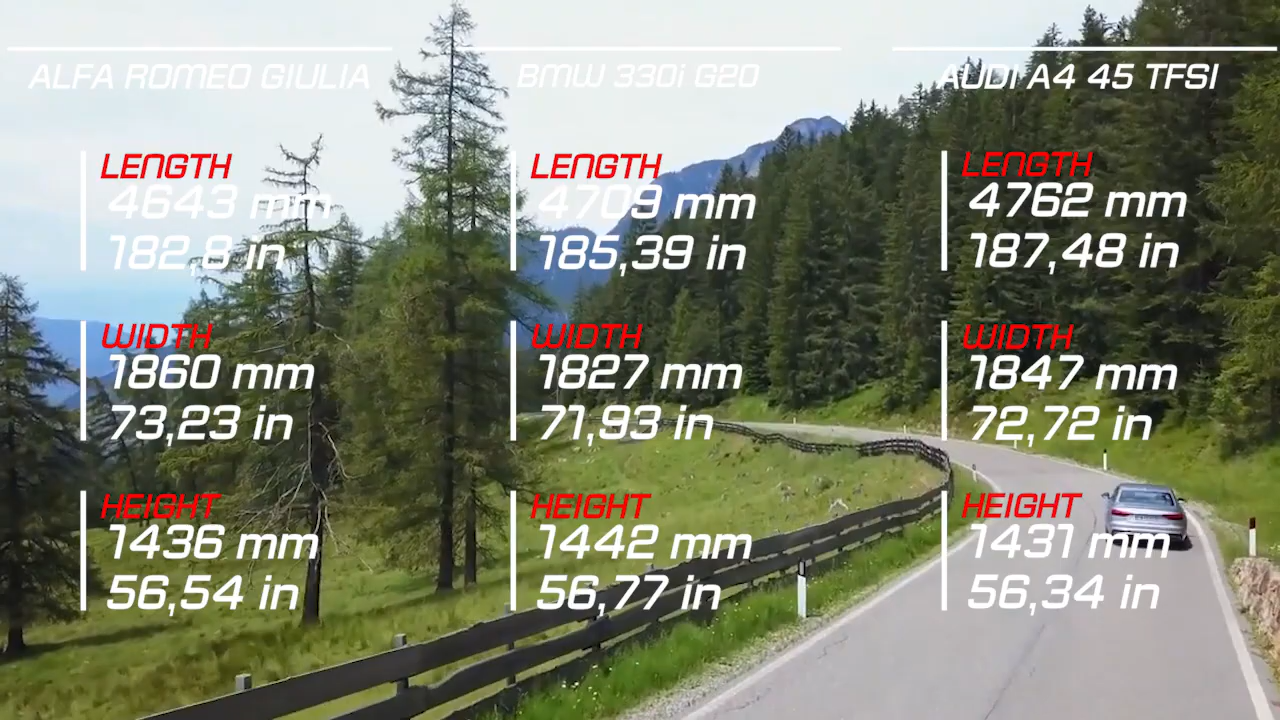 ALFA ROMEO GIULIA
LENGTH
4643 mm
182,8 in
WIDTH
1860 mm
73,23 in
HEIGHT
1436 mm
56,54 in
BMW 330i G20
LENGTH
4709 mm
185,39 in
WIDTH
1827 mm
71,93 in
HEIGHT
1442 mm
56,77 in
AUDI A4 45 TFSI
LENGTH
4762 mm
187,48 in
WIDTH
1847 mm
72,72 in
HEIGHT
1431 mm
56,34 in